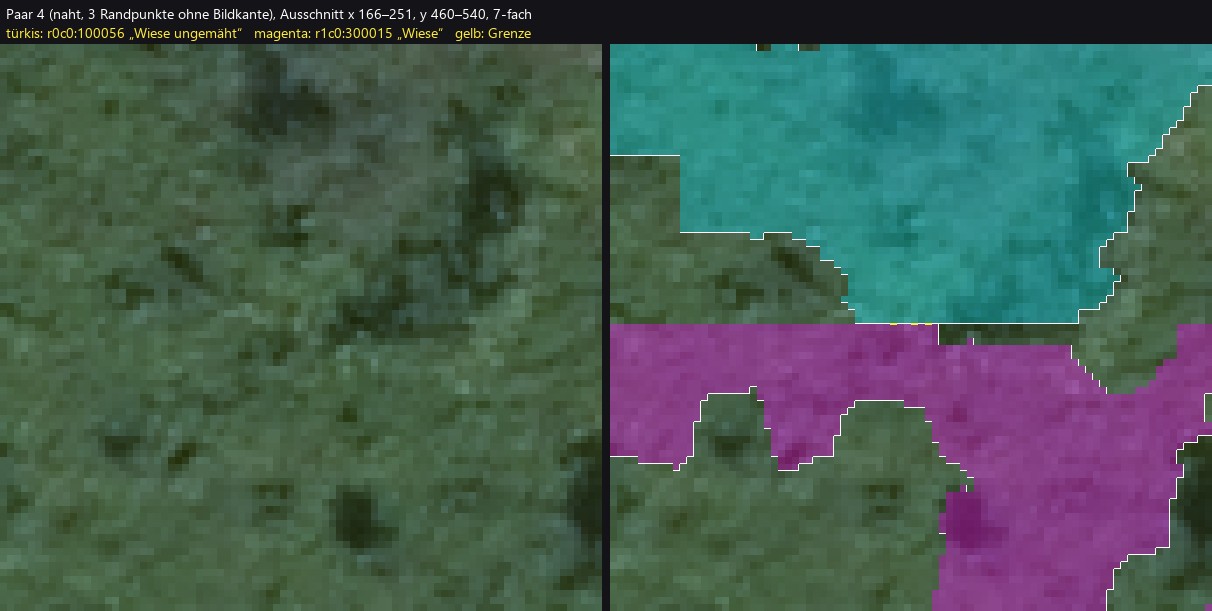 Paar 4 (naht, 3 Randpunkte ohne Bildkante), Ausschnitt x 166–251, y 460–540, 7-fach
türkis: r0c0:100056 „Wiese ungemäht“ magenta: r1c0:300015 „Wiese“ gelb: Grenze